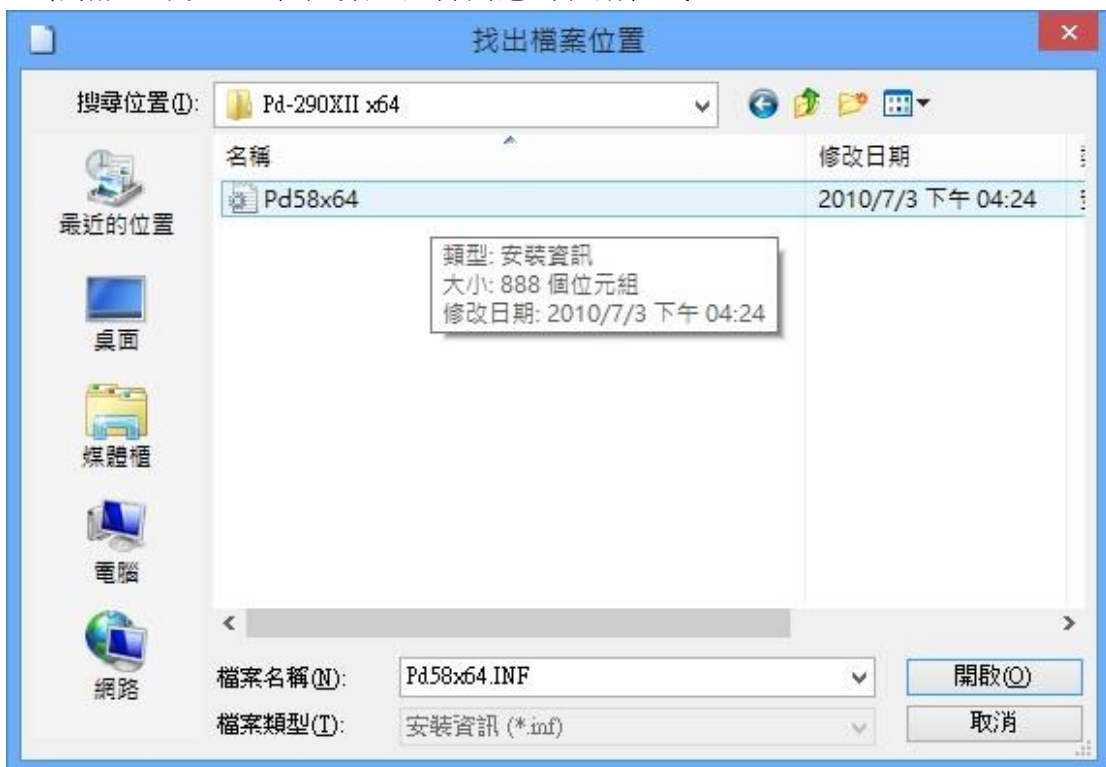 找出檔案位置
搜尋位置(I): Pd-290XII x64
名稱 修改日期
Pd58x64 2010/7/3 下午 04:24
類型: 安裝資訊
大小: 888 個位元組
修改日期: 2010/7/3 下午 04:24
最近的位置
桌面
媒體櫃
電腦
網路
檔案名稱(N): Pd58x64.INF 開啟(O)
檔案類型(T): 安裝資訊 (*.inf) 取消